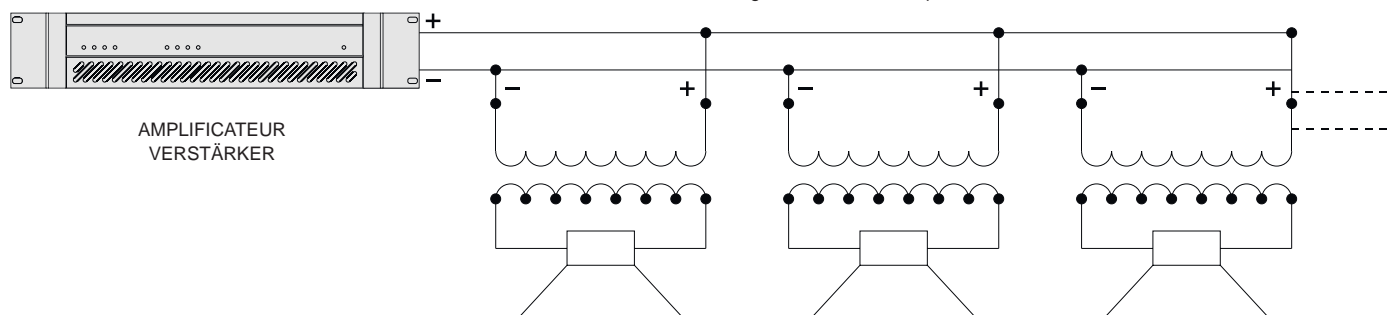 +
AMPLIFICATEUR
VERSTÄRKER
−
− + − + − +